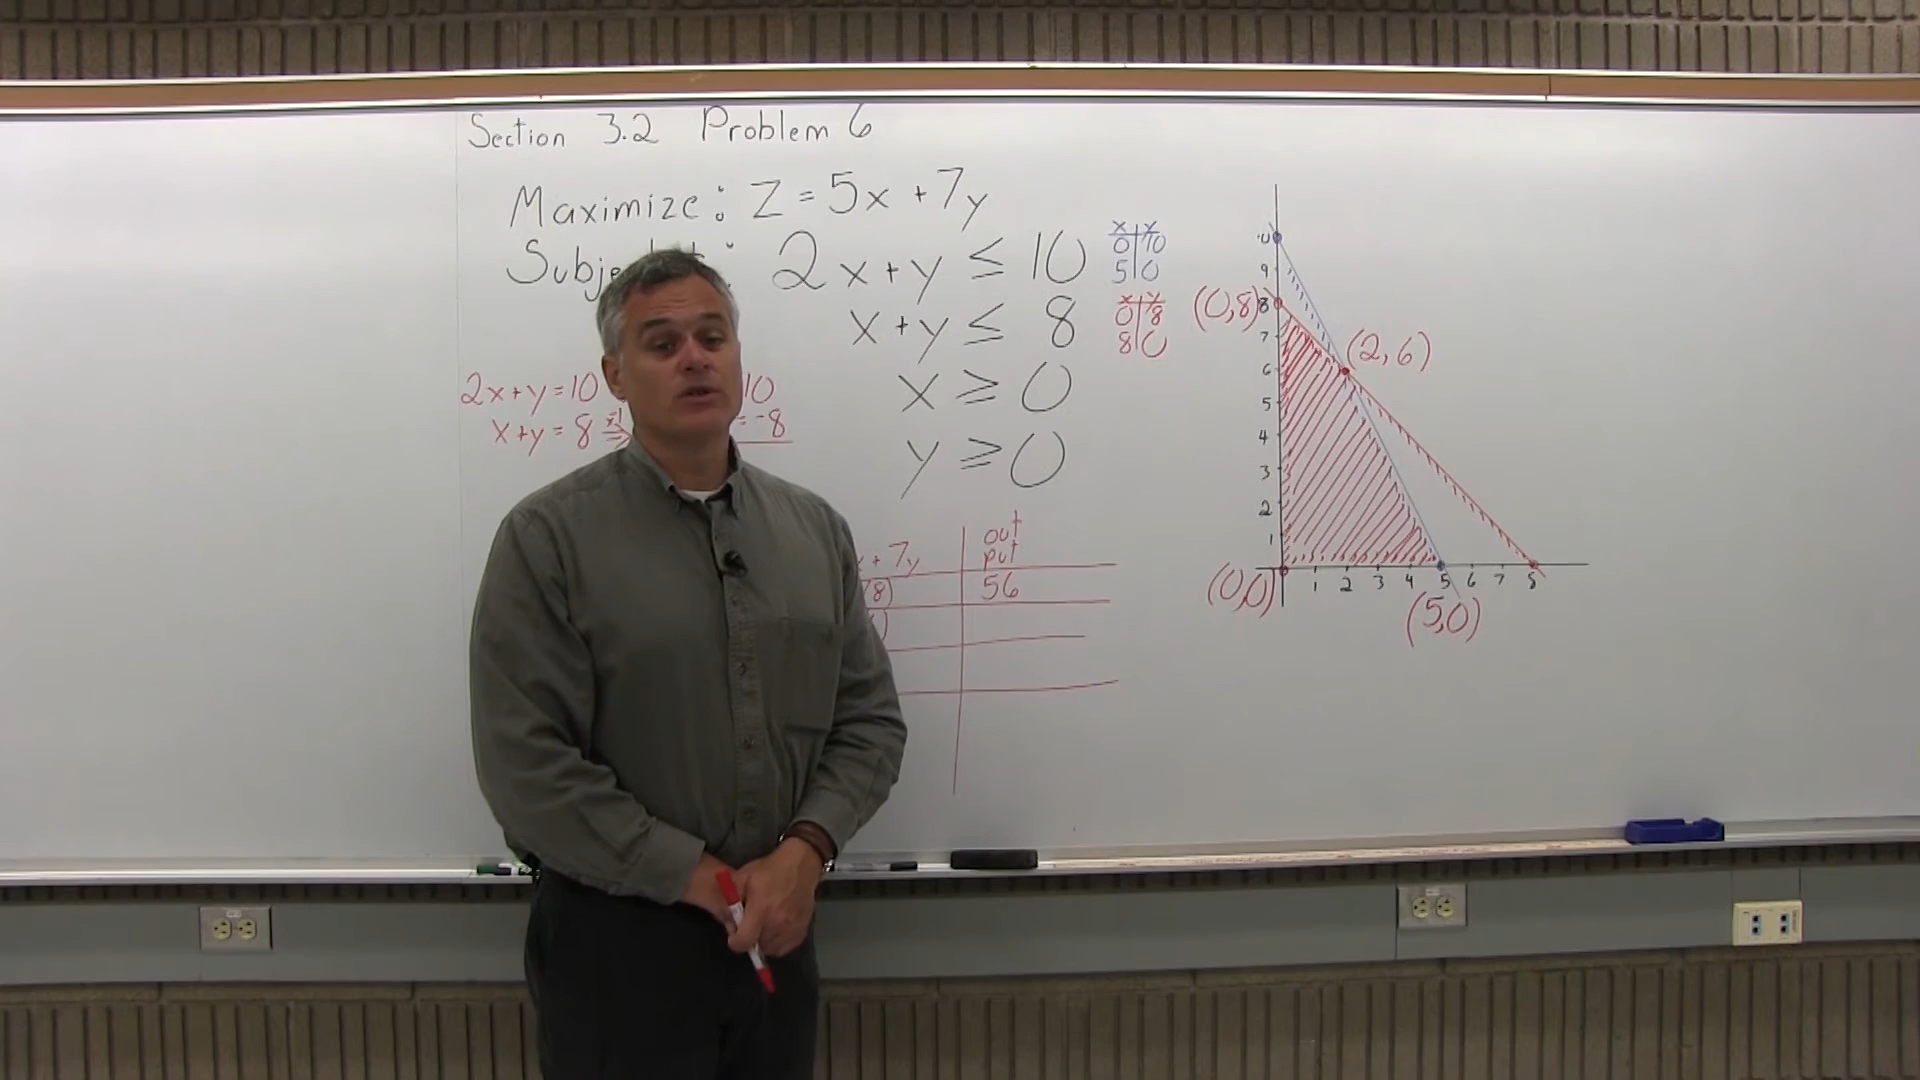 Section 3.2 Problem 6
Maximize: Z = 5x + 7y
Subje
2x + y ≤ 10
x + y ≤ 8
x ≥ 0
y ≥ 0
x y
0 10
5 0
x y
0 8
8 0
2x + y = 10
10
x + y = 8
= -8
+ 7y
out put
(8)
56
10
9
8
7
6
5
4
3
2
1
1 2 3 4 5 6 7 8
(0,8)
(2,6)
(0,0)
(5,0)